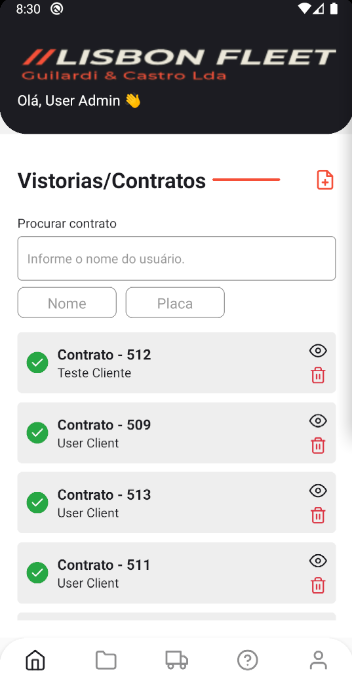 8:30
//LISBON FLEET
Guilardi & Castro Lda
Olá, User Admin 👋
Vistorias/Contratos
Procurar contrato
Informe o nome do usuário.
Nome
Placa
Contrato - 512
Teste Cliente
Contrato - 509
User Client
Contrato - 513
User Client
Contrato - 511
User Client